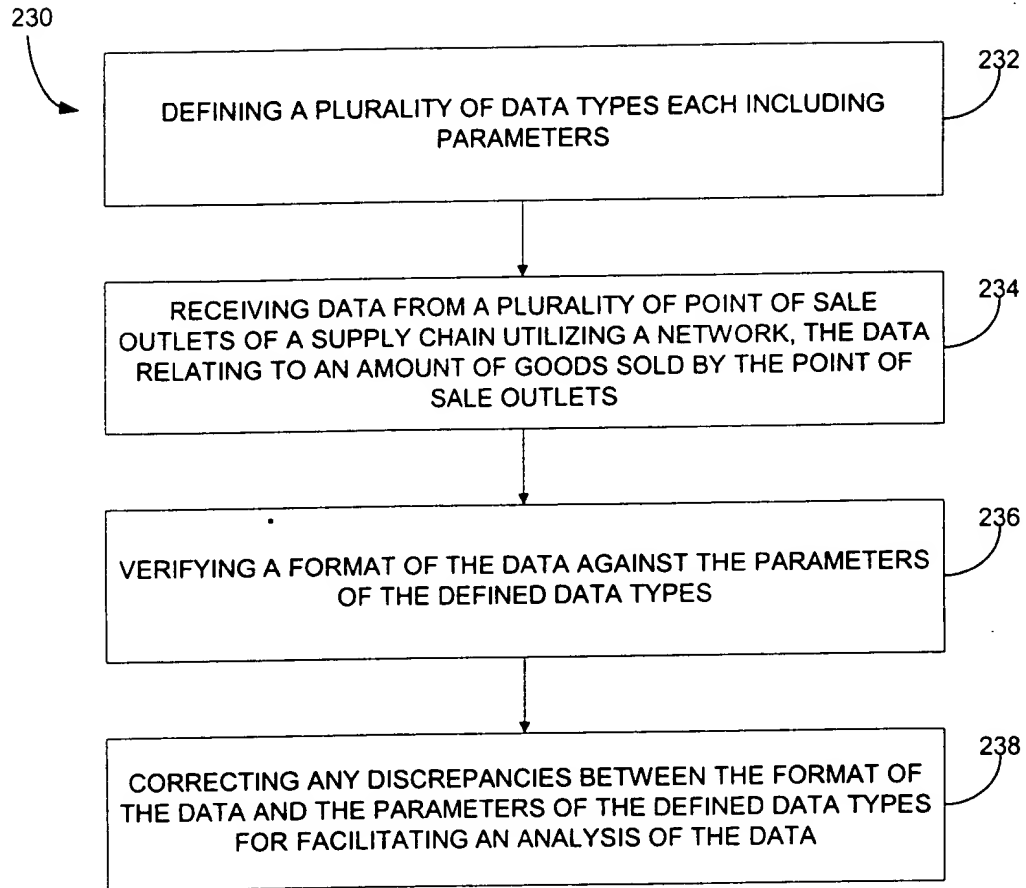 230
232
DEFINING A PLURALITY OF DATA TYPES EACH INCLUDING
PARAMETERS
234
RECEIVING DATA FROM A PLURALITY OF POINT OF SALE
OUTLETS OF A SUPPLY CHAIN UTILIZING A NETWORK, THE DATA
RELATING TO AN AMOUNT OF GOODS SOLD BY THE POINT OF
SALE OUTLETS
236
VERIFYING A FORMAT OF THE DATA AGAINST THE PARAMETERS
OF THE DEFINED DATA TYPES
238
CORRECTING ANY DISCREPANCIES BETWEEN THE FORMAT OF
THE DATA AND THE PARAMETERS OF THE DEFINED DATA TYPES
FOR FACILITATING AN ANALYSIS OF THE DATA